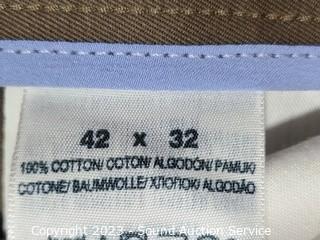 42 x 32
100% COTTON/ COTON/ ALGODÓN/ PAMUK/
COTONE/ BAUMWOLLE/ ХЛОПОК/ ALGODÃO
Copyright 2023 - Sound Auction Service